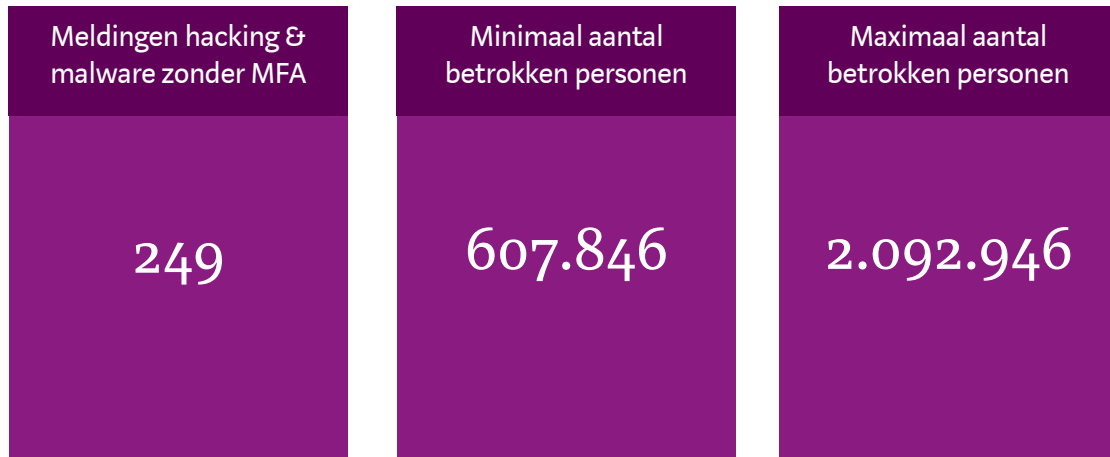 Meldingen hacking &
malware zonder MFA
249
Minimaal aantal
betrokken personen
607.846
Maximaal aantal
betrokken personen
2.092.946